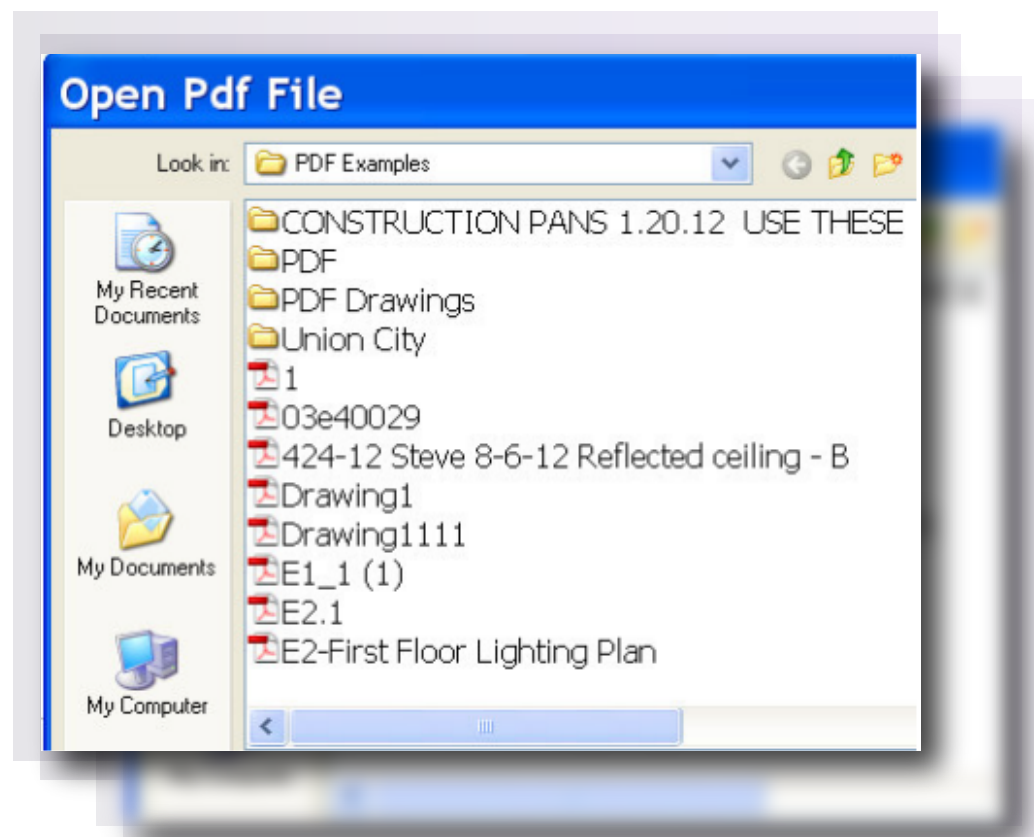 Open Pdf File
Look in: PDF Examples
CONSTRUCTION PANS 1.20.12 USE THESE
PDF
PDF Drawings
Union City
1
03e40029
424-12 Steve 8-6-12 Reflected ceiling - B
Drawing1
Drawing1111
E1_1 (1)
E2.1
E2-First Floor Lighting Plan
My Recent
Documents
Desktop
My Documents
My Computer